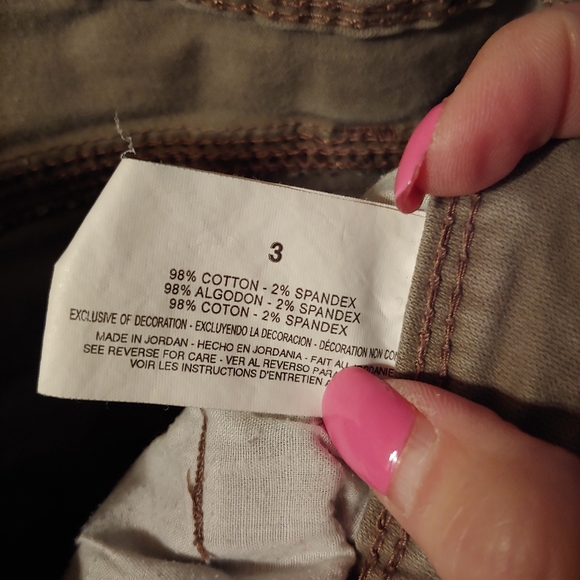 3
98% COTTON - 2% SPANDEX
98% ALGODON - 2% SPANDEX
98% COTON - 2% SPANDEX
EXCLUSIVE OF DECORATION - EXCLUYENDO LA DECORACION - DÉCORATION NON
MADE IN JORDAN - HECHO EN JORDANIA - FAIT AU
SEE REVERSE FOR CARE - VER AL REVERSO
VOIR LES INSTRUCTIONS D'ENTRETIEN